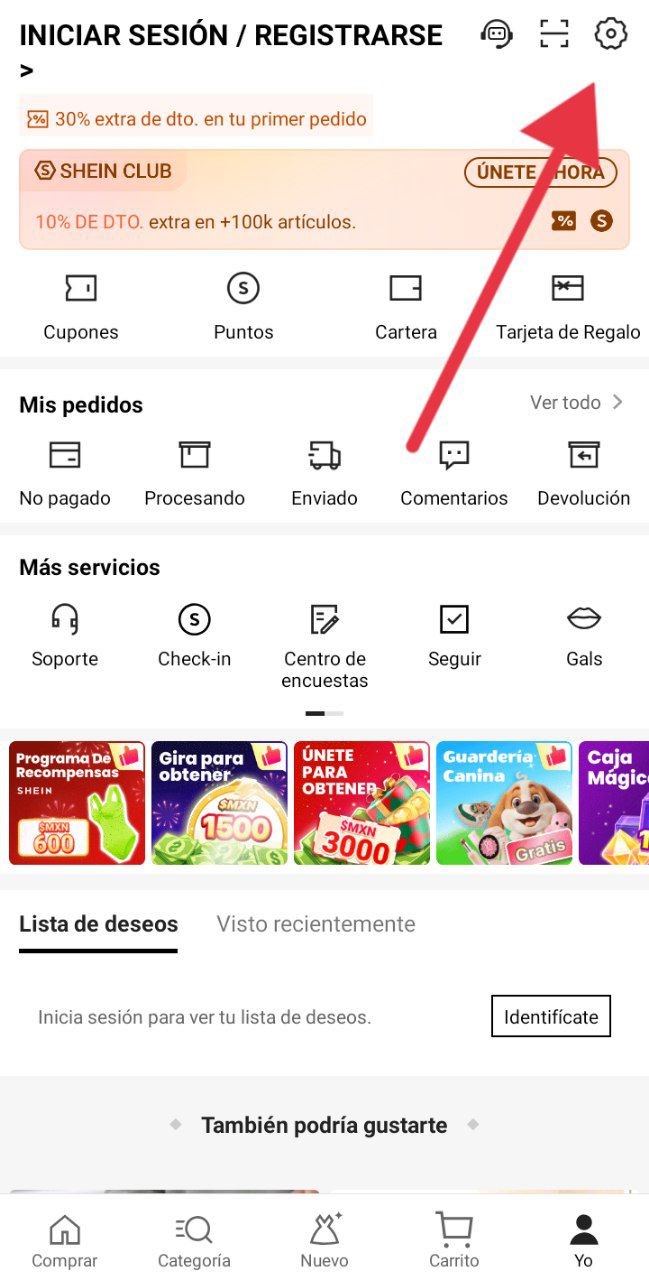 INICIAR SESIÓN / REGISTRARSE
>
30% extra de dto. en tu primer pedido
SHEIN CLUB
ÚNETE AHORA
10% DE DTO. extra en +100k artículos.
Cupones Puntos Cartera Tarjeta de Regalo
Mis pedidos Ver todo >
No pagado Procesando Enviado Comentarios Devolución
Más servicios
Soporte Check-in Centro de encuestas Seguir Gals
Programa De
Recompensas
SHEIN
$MXN
600
Gira para
obtener
$MXN
1500
ÚNETE
PARA
OBTENER
$MXN
3000
Guardería
Canina
Gratis
Caja
Lista de deseos Visto recientemente
Inicia sesión para ver tu lista de deseos. Identifícate
También podría gustarte
Comprar Categoría Nuevo Carrito Yo